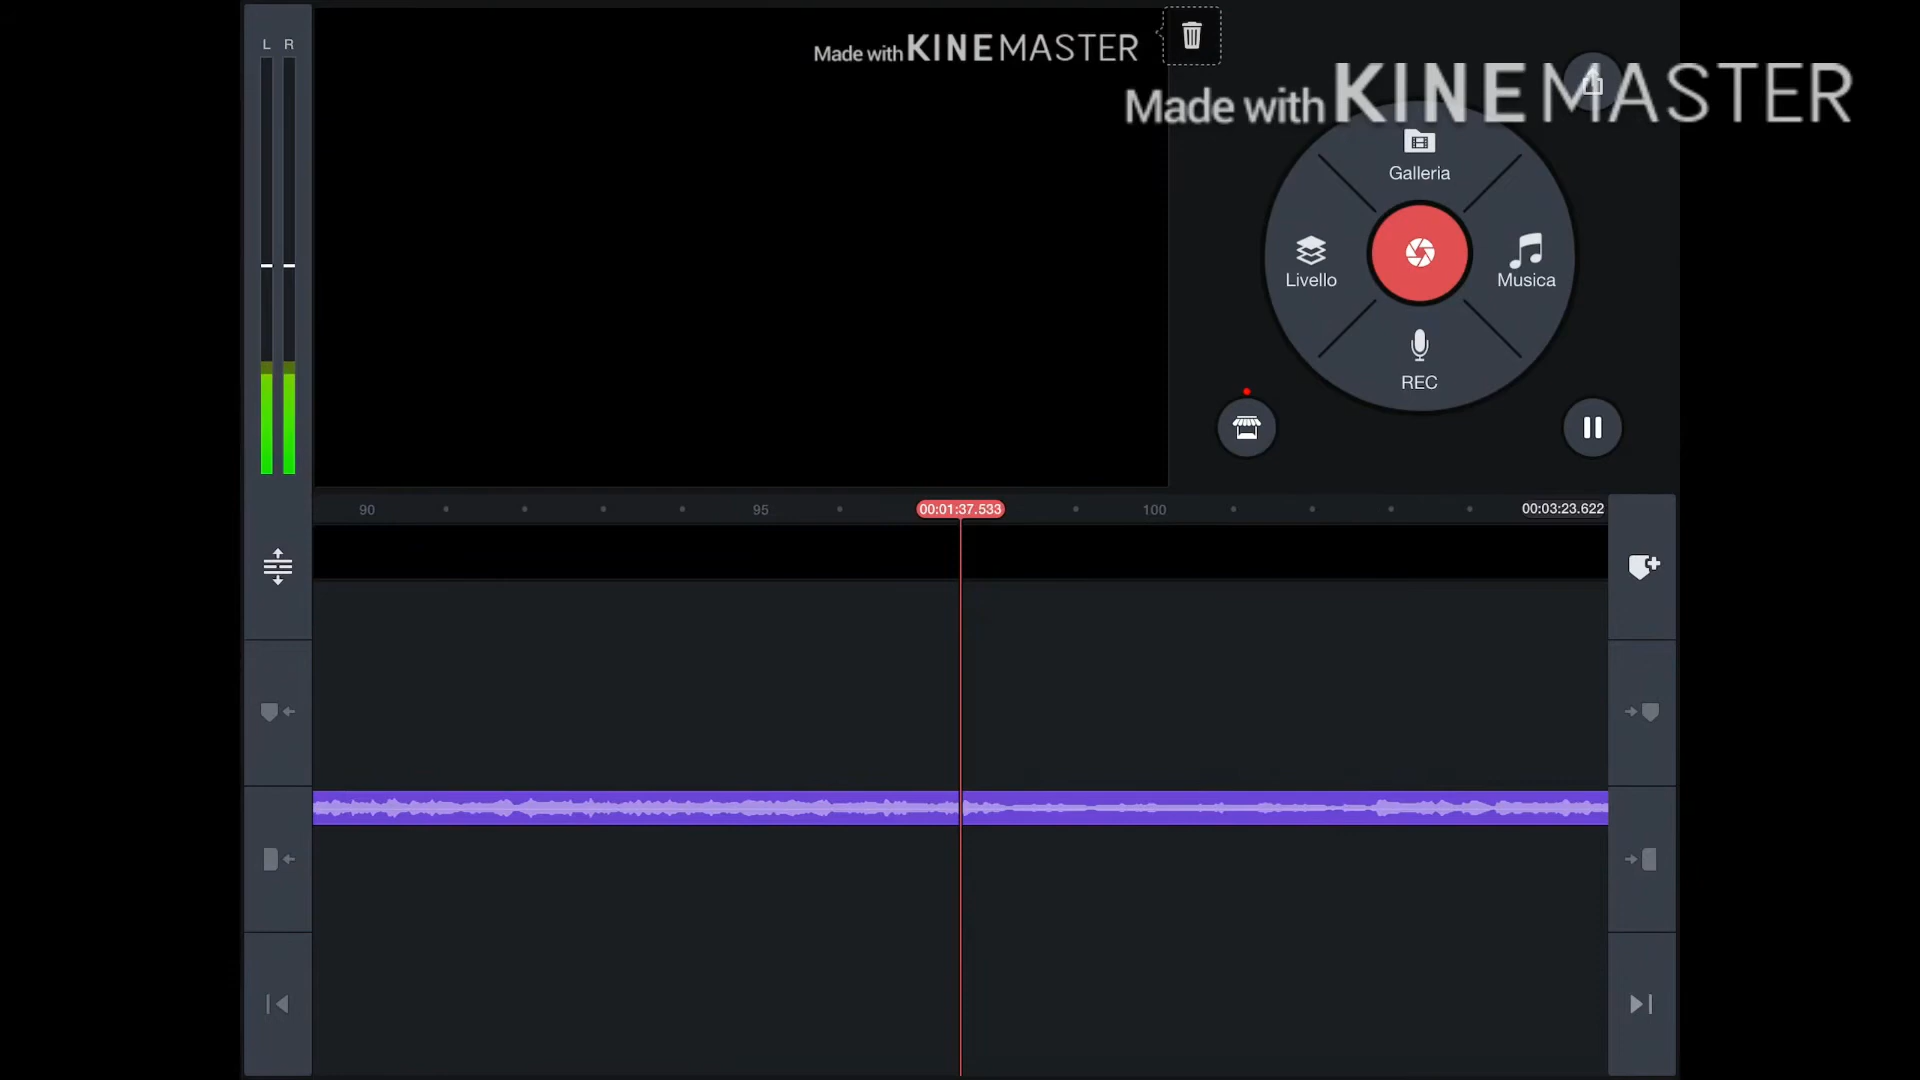 L R
Made with KINEMASTER
Made with KINEMASTER
Galleria
Livello
Musica
REC
90
95
00:01:37.533
100
00:03:23.622